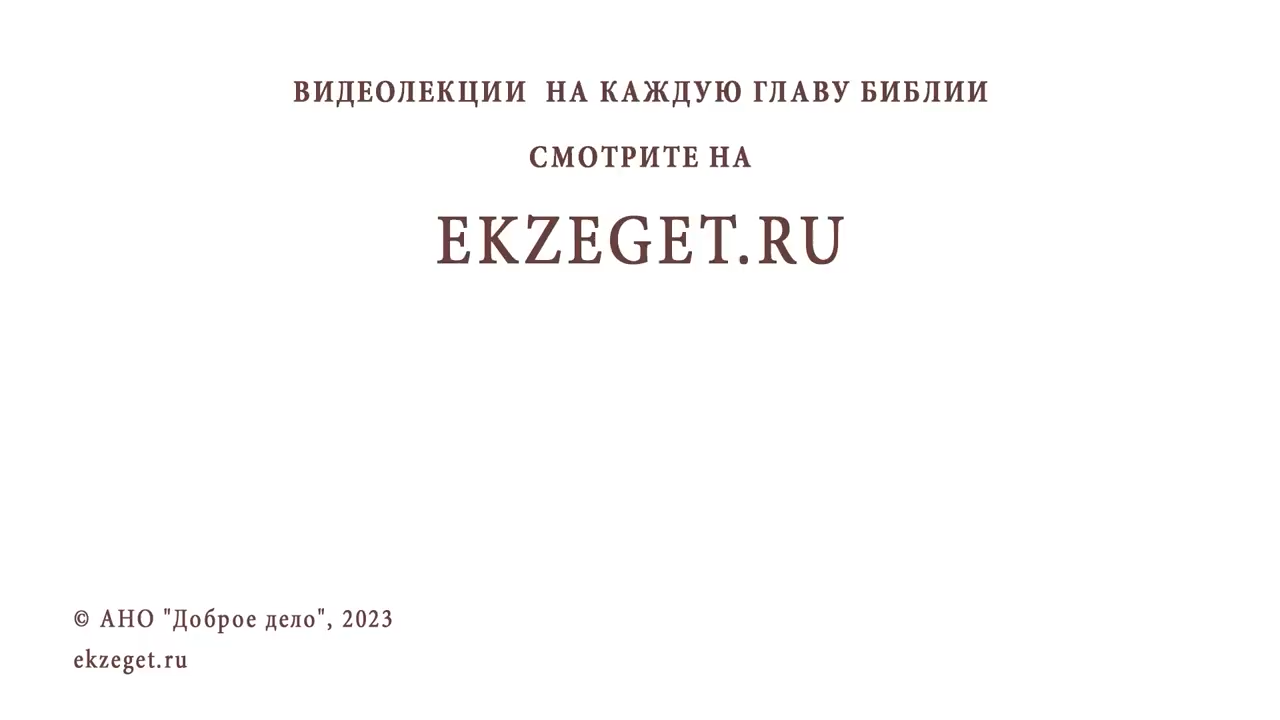 ВИДЕОЛЕКЦИИ НА КАЖДУЮ ГЛАВУ БИБЛИИ
СМОТРИТЕ НА
EKZEGET.RU
© АНО "Доброе дело", 2023
ekzeget.ru